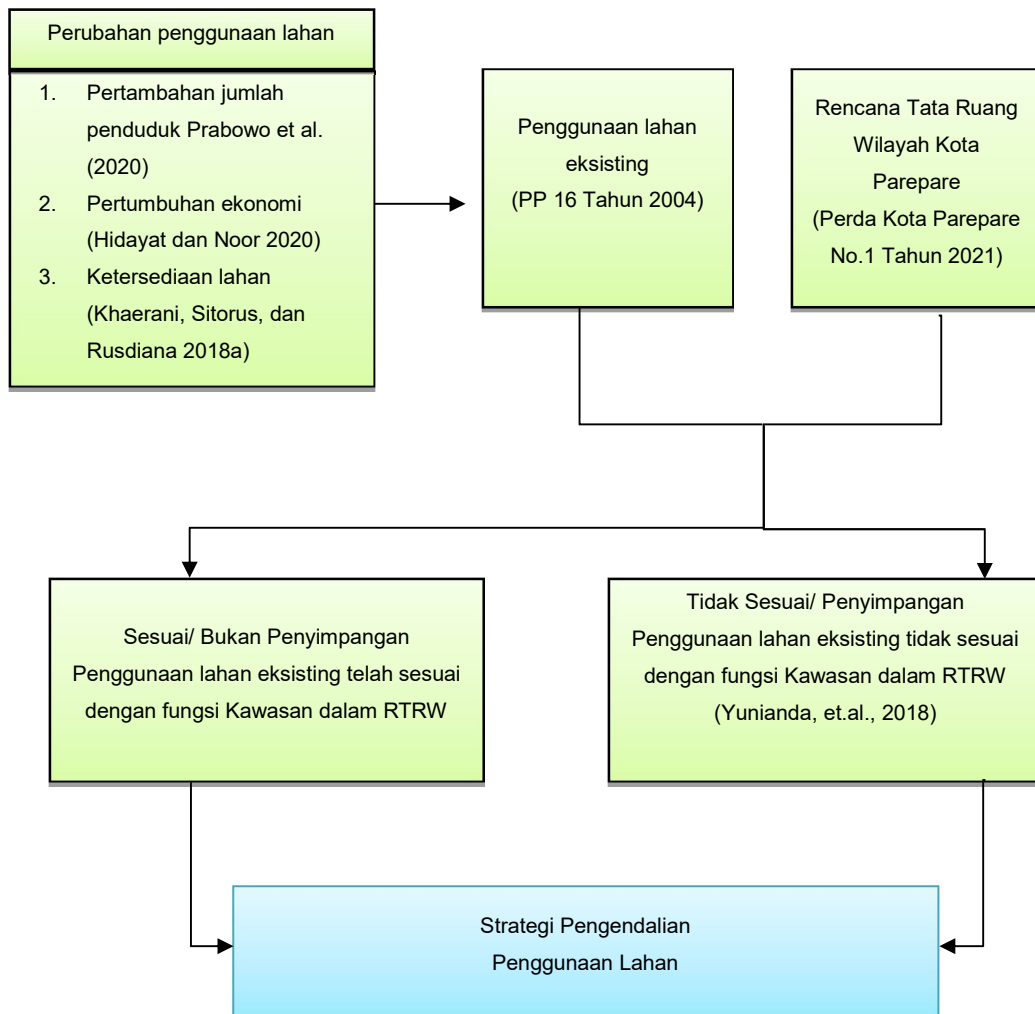 Perubahan penggunaan lahan
1. Pertambahan jumlah
penduduk Prabowo et al.
(2020)
2. Pertumbuhan ekonomi
(Hidayat dan Noor 2020)
3. Ketersediaan lahan
(Khaerani, Sitorus, dan
Rusdiana 2018a)
Penggunaan lahan
eksisting
(PP 16 Tahun 2004)
Rencana Tata Ruang
Wilayah Kota
Parepare
(Perda Kota Parepare
No.1 Tahun 2021)
Sesuai/ Bukan Penyimpangan
Penggunaan lahan eksisting telah sesuai
dengan fungsi Kawasan dalam RTRW
Tidak Sesuai/ Penyimpangan
Penggunaan lahan eksisting tidak sesuai
dengan fungsi Kawasan dalam RTRW
(Yunianda, et.al., 2018)
Strategi Pengendalian
Penggunaan Lahan